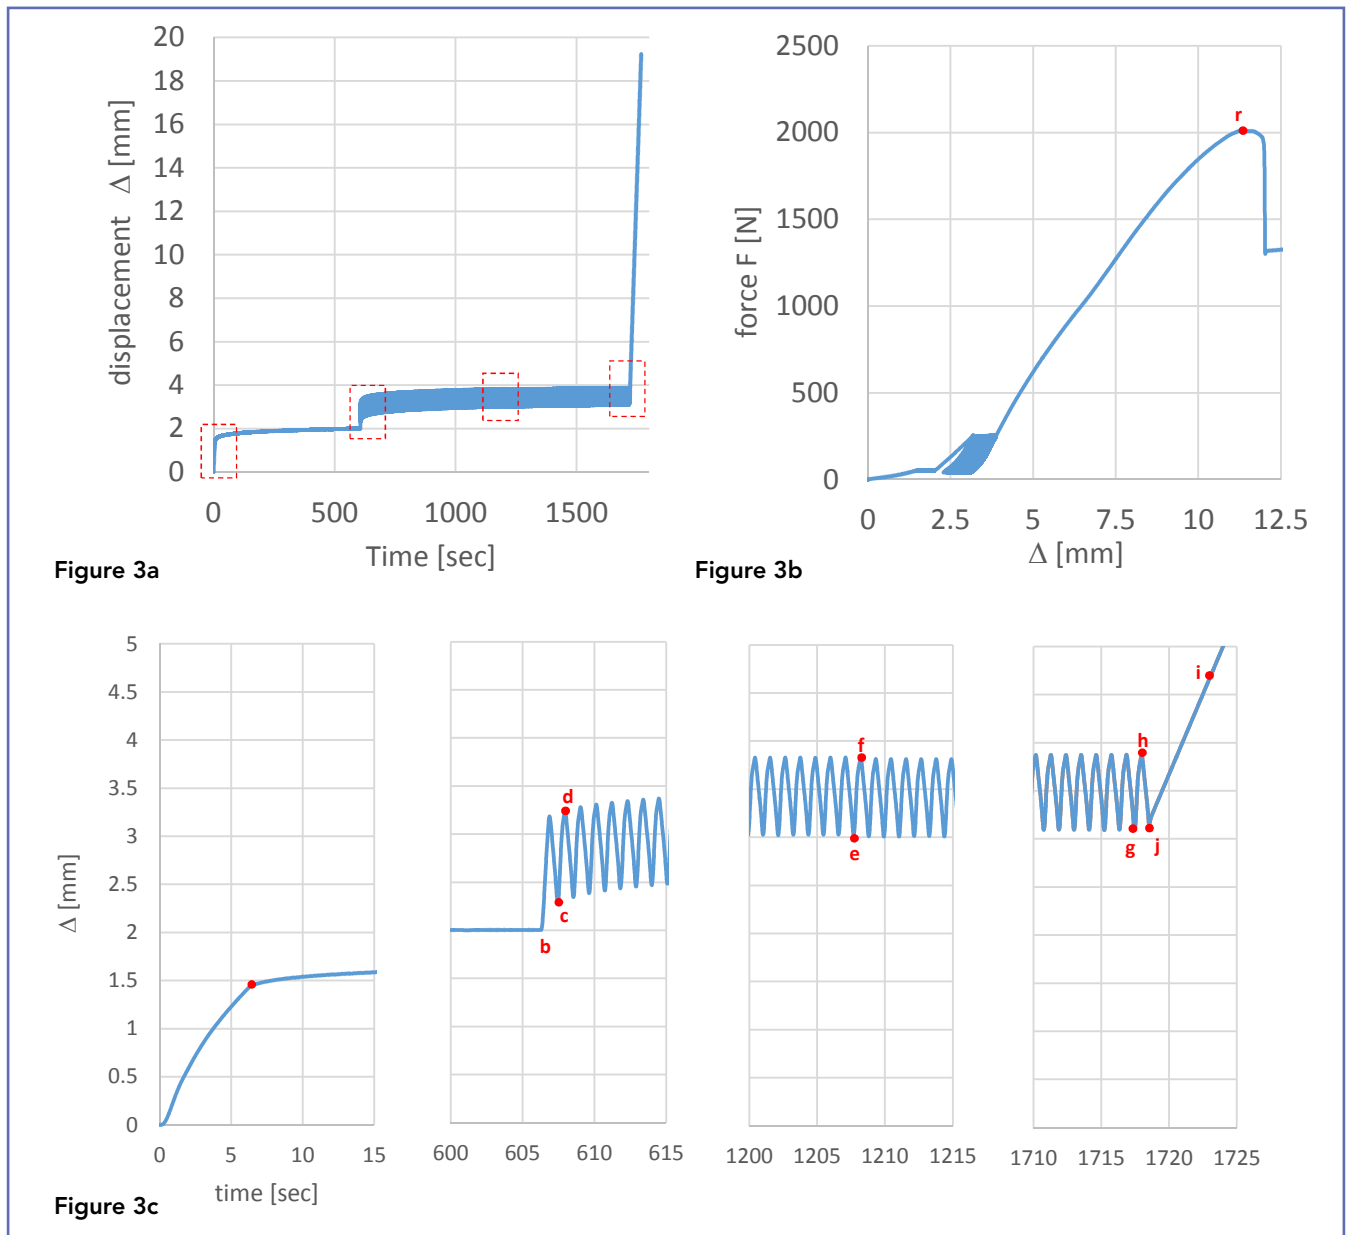 20
18
16
14
12
10
8
6
4
2
0
displacement Δ [mm]
0 500 1000 1500
Time [sec]
Figure 3a
2500
2000
1500
1000
500
0
force F [N]
r
0 2.5 5 7.5 10 12.5
Δ [mm]
Figure 3b
5
4.5
4
3.5
3
2.5
2
1.5
1
0.5
0
Δ [mm]
0 5 10 15
time [sec]
d
c
b
600 605 610 615
f
e
1200 1205 1210 1215
i
h
g
j
1710 1715 1720 1725
Figure 3c